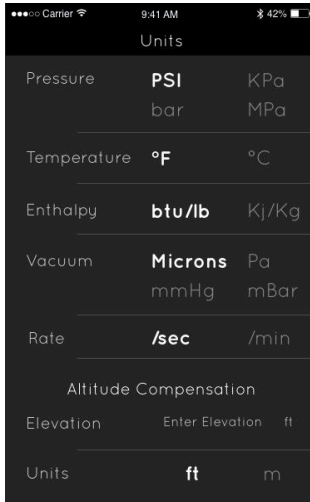 Carrier 9:41 AM 42%
Units
Pressure PSI KPa
bar MPa
Temperature °F °C
Enthalpy btu/lb Kj/Kg
Vacuum Microns Pa
mmHg mBar
Rate /sec /min
Altitude Compensation
Elevation Enter Elevation ft
Units ft m